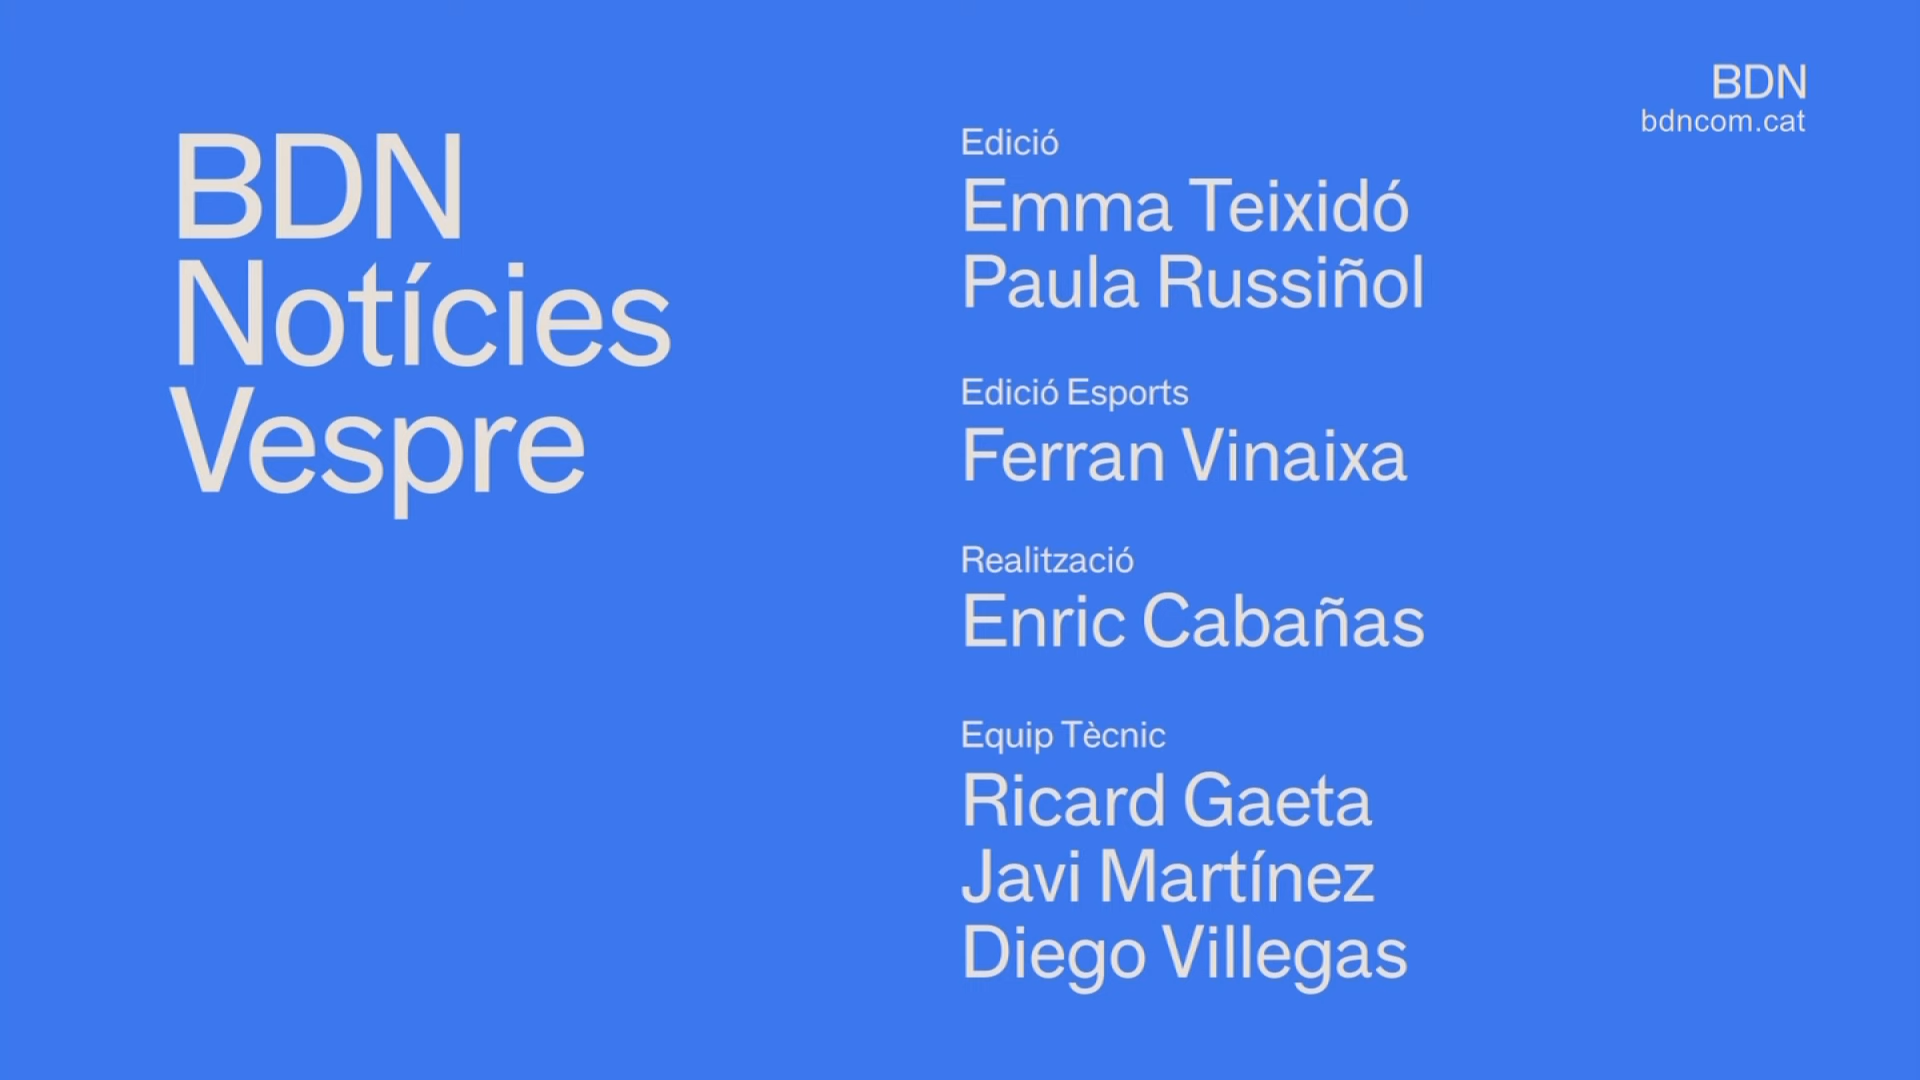 BDN
Notícies
Vespre
Edició
Emma Teixidó
Paula Russiñol
Edició Esports
Ferran Vinaixa
Realització
Enric Cabañas
Equip Tècnic
Ricard Gaeta
Javi Martínez
Diego Villegas
BDN
bdncom.cat